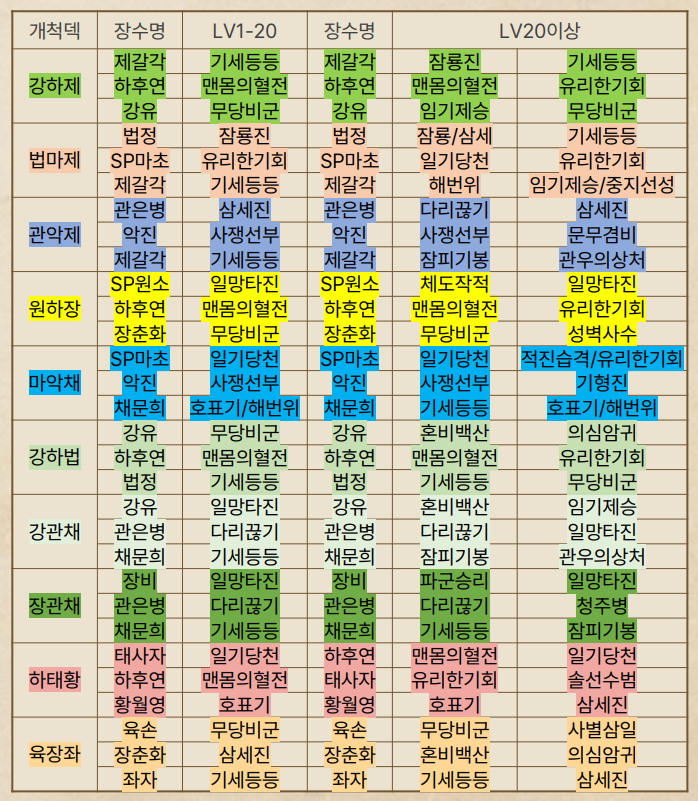 개척덱 장수명 LV1-20 장수명 LV20이상
제갈각 기세등등 제갈각 잠룡진 기세등등
강하제 하후연 맨몸의혈전 하후연 맨몸의혈전 유리한기회
강유 무당비군 강유 임기제승 무당비군
법정 잠룡진 법정 잠룡/삼세 기세등등
법마제 SP마초 유리한기회 SP마초 일기당천 유리한기회
제갈각 기세등등 제갈각 해번위 임기제승/중지선성
관은병 삼세진 관은병 다리끊기 삼세진
관악제 악진 사쟁선부 악진 사쟁선부 문무겸비
제갈각 기세등등 제갈각 잠피기봉 관우의상처
SP원소 일망타진 SP원소 체도작적 일망타진
원하장 하후연 맨몸의혈전 하후연 맨몸의혈전 유리한기회
장춘화 무당비군 장춘화 무당비군 성벽사수
SP마초 일기당천 SP마초 일기당천 적진습격/유리한기회
마악채 악진 사쟁선부 악진 사쟁선부 기형진
채문희 호표기/해번위 채문희 기세등등 호표기/해번위
강유 무당비군 강유 혼비백산 의심암귀
강하법 하후연 맨몸의혈전 하후연 맨몸의혈전 유리한기회
법정 기세등등 법정 기세등등 무당비군
강유 일망타진 강유 혼비백산 임기제승
강관채 관은병 다리끊기 관은병 다리끊기 일망타진
채문희 기세등등 채문희 잠피기봉 관우의상처
장비 일망타진 장비 파군승리 일망타진
장관채 관은병 다리끊기 관은병 다리끊기 청주병
채문희 기세등등 채문희 기세등등 잠피기봉
태사자 일기당천 하후연 맨몸의혈전 일기당천
하태황 하후연 맨몸의혈전 태사자 유리한기회 솔선수범
황월영 호표기 황월영 호표기 삼세진
육손 무당비군 육손 무당비군 사별삼일
육장좌 장춘화 삼세진 장춘화 혼비백산 의심암귀
좌자 기세등등 좌자 기세등등 삼세진